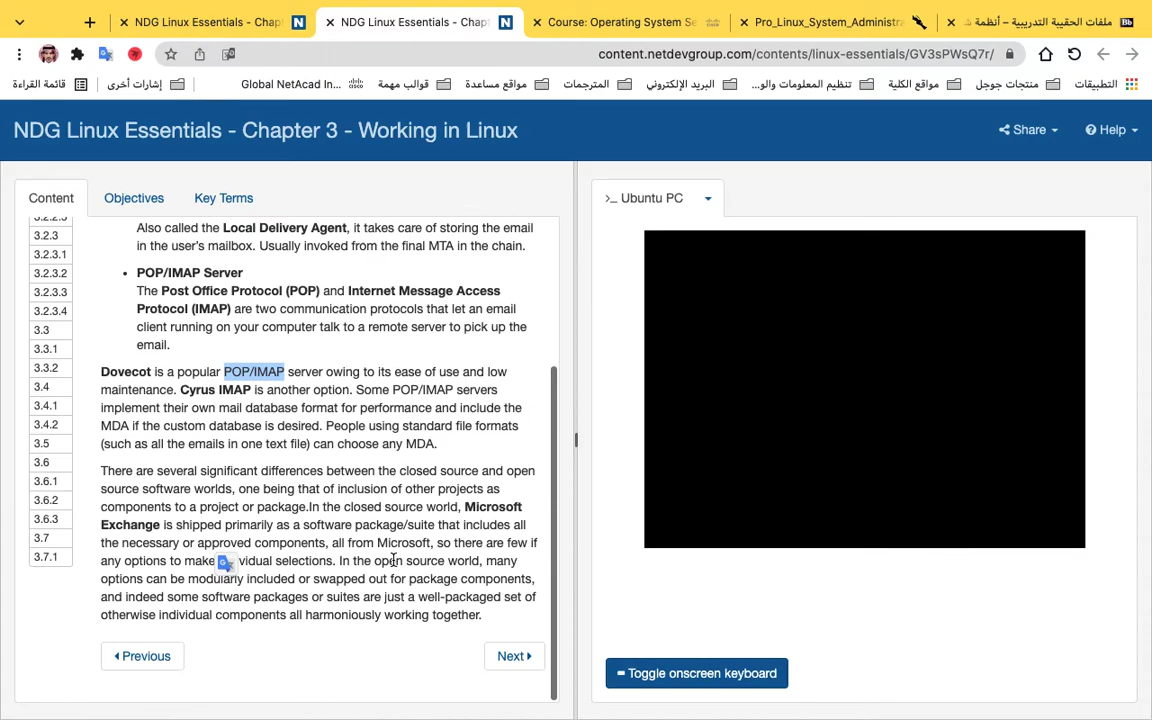 NDG Linux Essentials - Chap
NDG Linux Essentials - Chapt
Course: Operating System Se
Pro_Linux_System_Administra
ملفات الحقيبة التدريبية – أنظمة
Bb
content.netdevgroup.com/contents/linux-essentials/GV3sPWsQ7r/
قائمة القراءة
إشارات أخرى
Global NetAcad In...
قوالب مهمة
مواقع مساعدة
المترجمات
البريد الإلكتروني
تنظيم المعلومات والو...
مواقع الكلية
منتجات جوجل
التطبيقات
NDG Linux Essentials - Chapter 3 - Working in Linux
Share
Help
Content
Objectives
Key Terms
3.2.2.3
3.2.3
3.2.3.1
3.2.3.2
3.2.3.3
3.2.3.4
3.3
3.3.1
3.3.2
3.4
3.4.1
3.4.2
3.5
3.6
3.6.1
3.6.2
3.6.3
3.7
3.7.1
Also called the Local Delivery Agent, it takes care of storing the email
in the user's mailbox. Usually invoked from the final MTA in the chain.
• POP/IMAP Server
The Post Office Protocol (POP) and Internet Message Access
Protocol (IMAP) are two communication protocols that let an email
client running on your computer talk to a remote server to pick up the
email.
Dovecot is a popular POP/IMAP server owing to its ease of use and low
maintenance. Cyrus IMAP is another option. Some POP/IMAP servers
implement their own mail database format for performance and include the
MDA if the custom database is desired. People using standard file formats
(such as all the emails in one text file) can choose any MDA.
There are several significant differences between the closed source and open
source software worlds, one being that of inclusion of other projects as
components to a project or package.In the closed source world, Microsoft
Exchange is shipped primarily as a software package/suite that includes all
the necessary or approved components, all from Microsoft, so there are few if
any options to make vidual selections. In the open source world, many
options can be modularly included or swapped out for package components,
and indeed some software packages or suites are just a well-packaged set of
otherwise individual components all harmoniously working together.
Previous
Next
>_ Ubuntu PC
Toggle onscreen keyboard